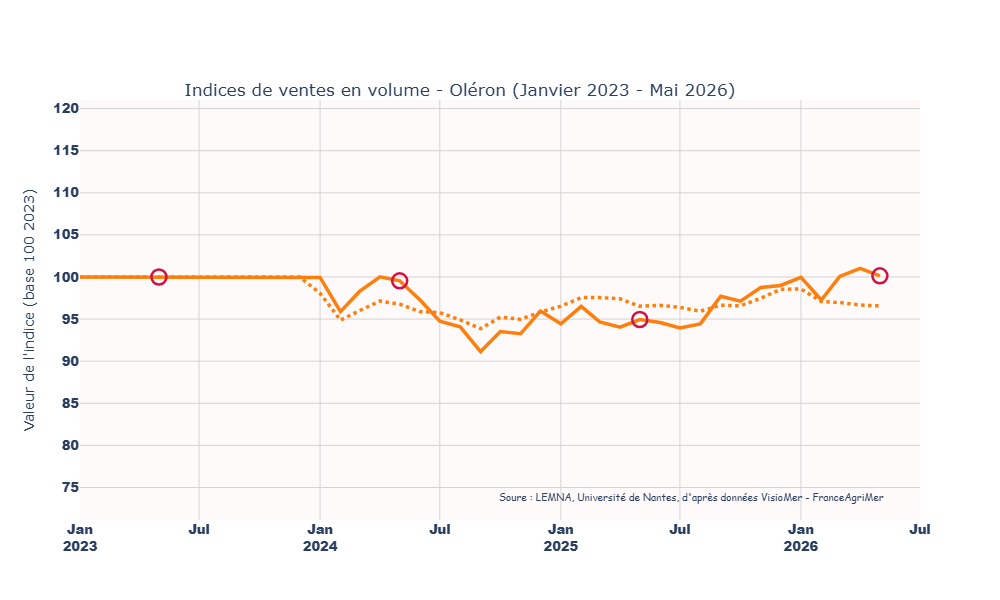 Indices de ventes en volume - Oléron (Janvier 2023 - Mai 2026)
Valeur de l'indice (base 100 2023)
120
115
110
105
100
95
90
85
80
75
Soure : LEMNA, Université de Nantes, d'après données VisioMer - FranceAgriMer
Jan Jul Jan Jul Jan Jul Jan Jul
2023 2024 2025 2026